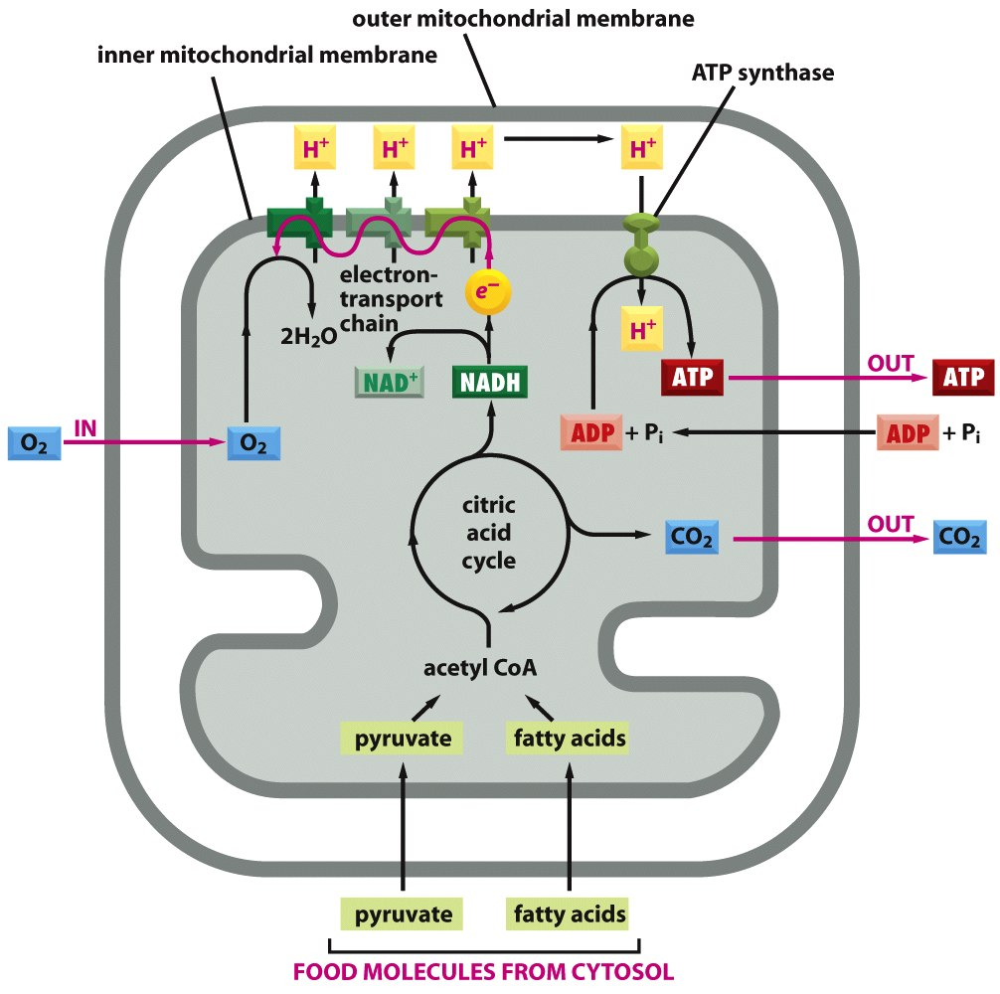 outer mitochondrial membrane
inner mitochondrial membrane
ATP synthase
H⁺ H⁺ H⁺ H⁺
electron-
transport
chain
e⁻
2H₂O
H⁺
NAD⁺ NADH
ATP OUT ATP
IN
O₂ O₂
ADP + Pᵢ ADP + Pᵢ
citric
acid
cycle
CO₂ OUT CO₂
acetyl CoA
pyruvate fatty acids
pyruvate fatty acids
FOOD MOLECULES FROM CYTOSOL